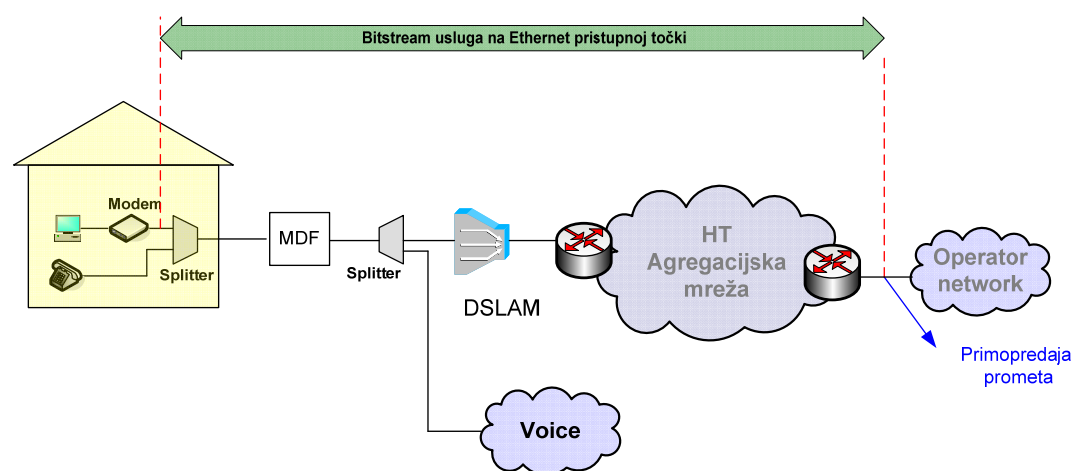 Bitstream usluga na Ethernet pristupnoj točki
Modem
Splitter
MDF
Splitter
DSLAM
HT
Agregacijska
mreža
Operator
network
Primopredaja
prometa
Voice